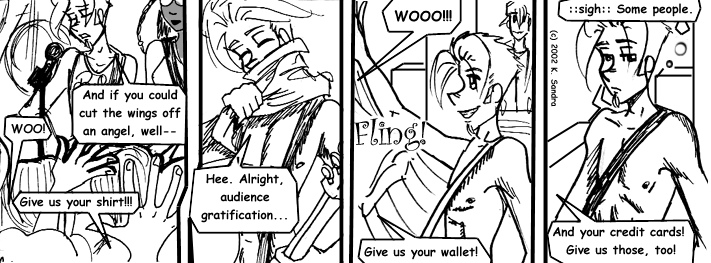 And if you could
cut the wings off
an angel, well--
WOO!
Give us your shirt!!!
Hee. Alright,
audience
gratification...
WOOO!!!
Fling!
Give us your wallet!
::sigh:: Some people.
(c) 2002 K. Sandra
And your credit cards!
Give us those, too!